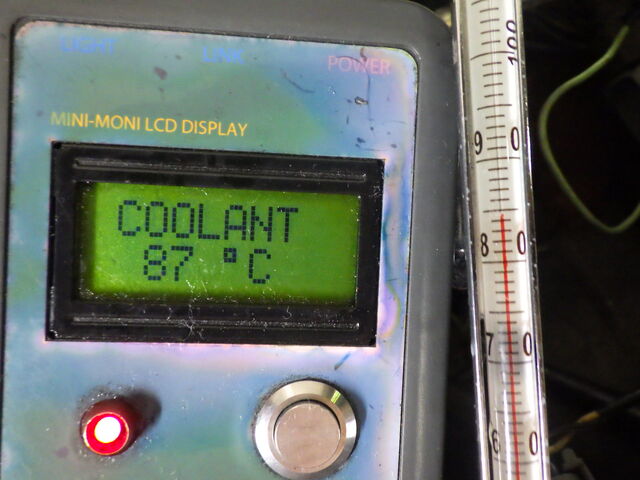 LIGHT LINK POWER
MINI-MONI LCD DISPLAY
COOLANT
87 °C
100
90
80
70
60